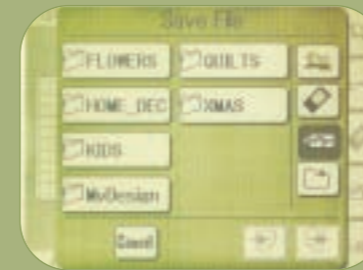 Save File
FLOWERS QUILTS
HOME_DEC XMAS
KIDS
MyDesign
Cancel